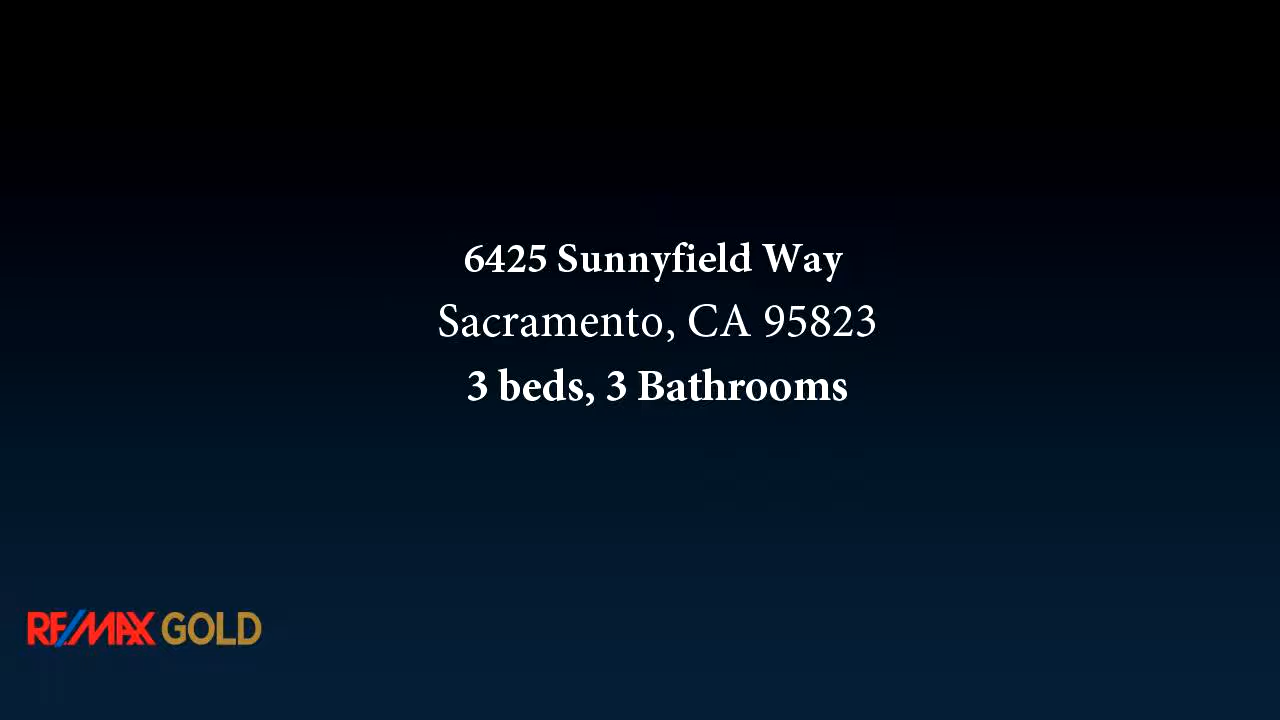 6425 Sunnyfield Way
Sacramento, CA 95823
3 beds, 3 Bathrooms
RE/MAX GOLD